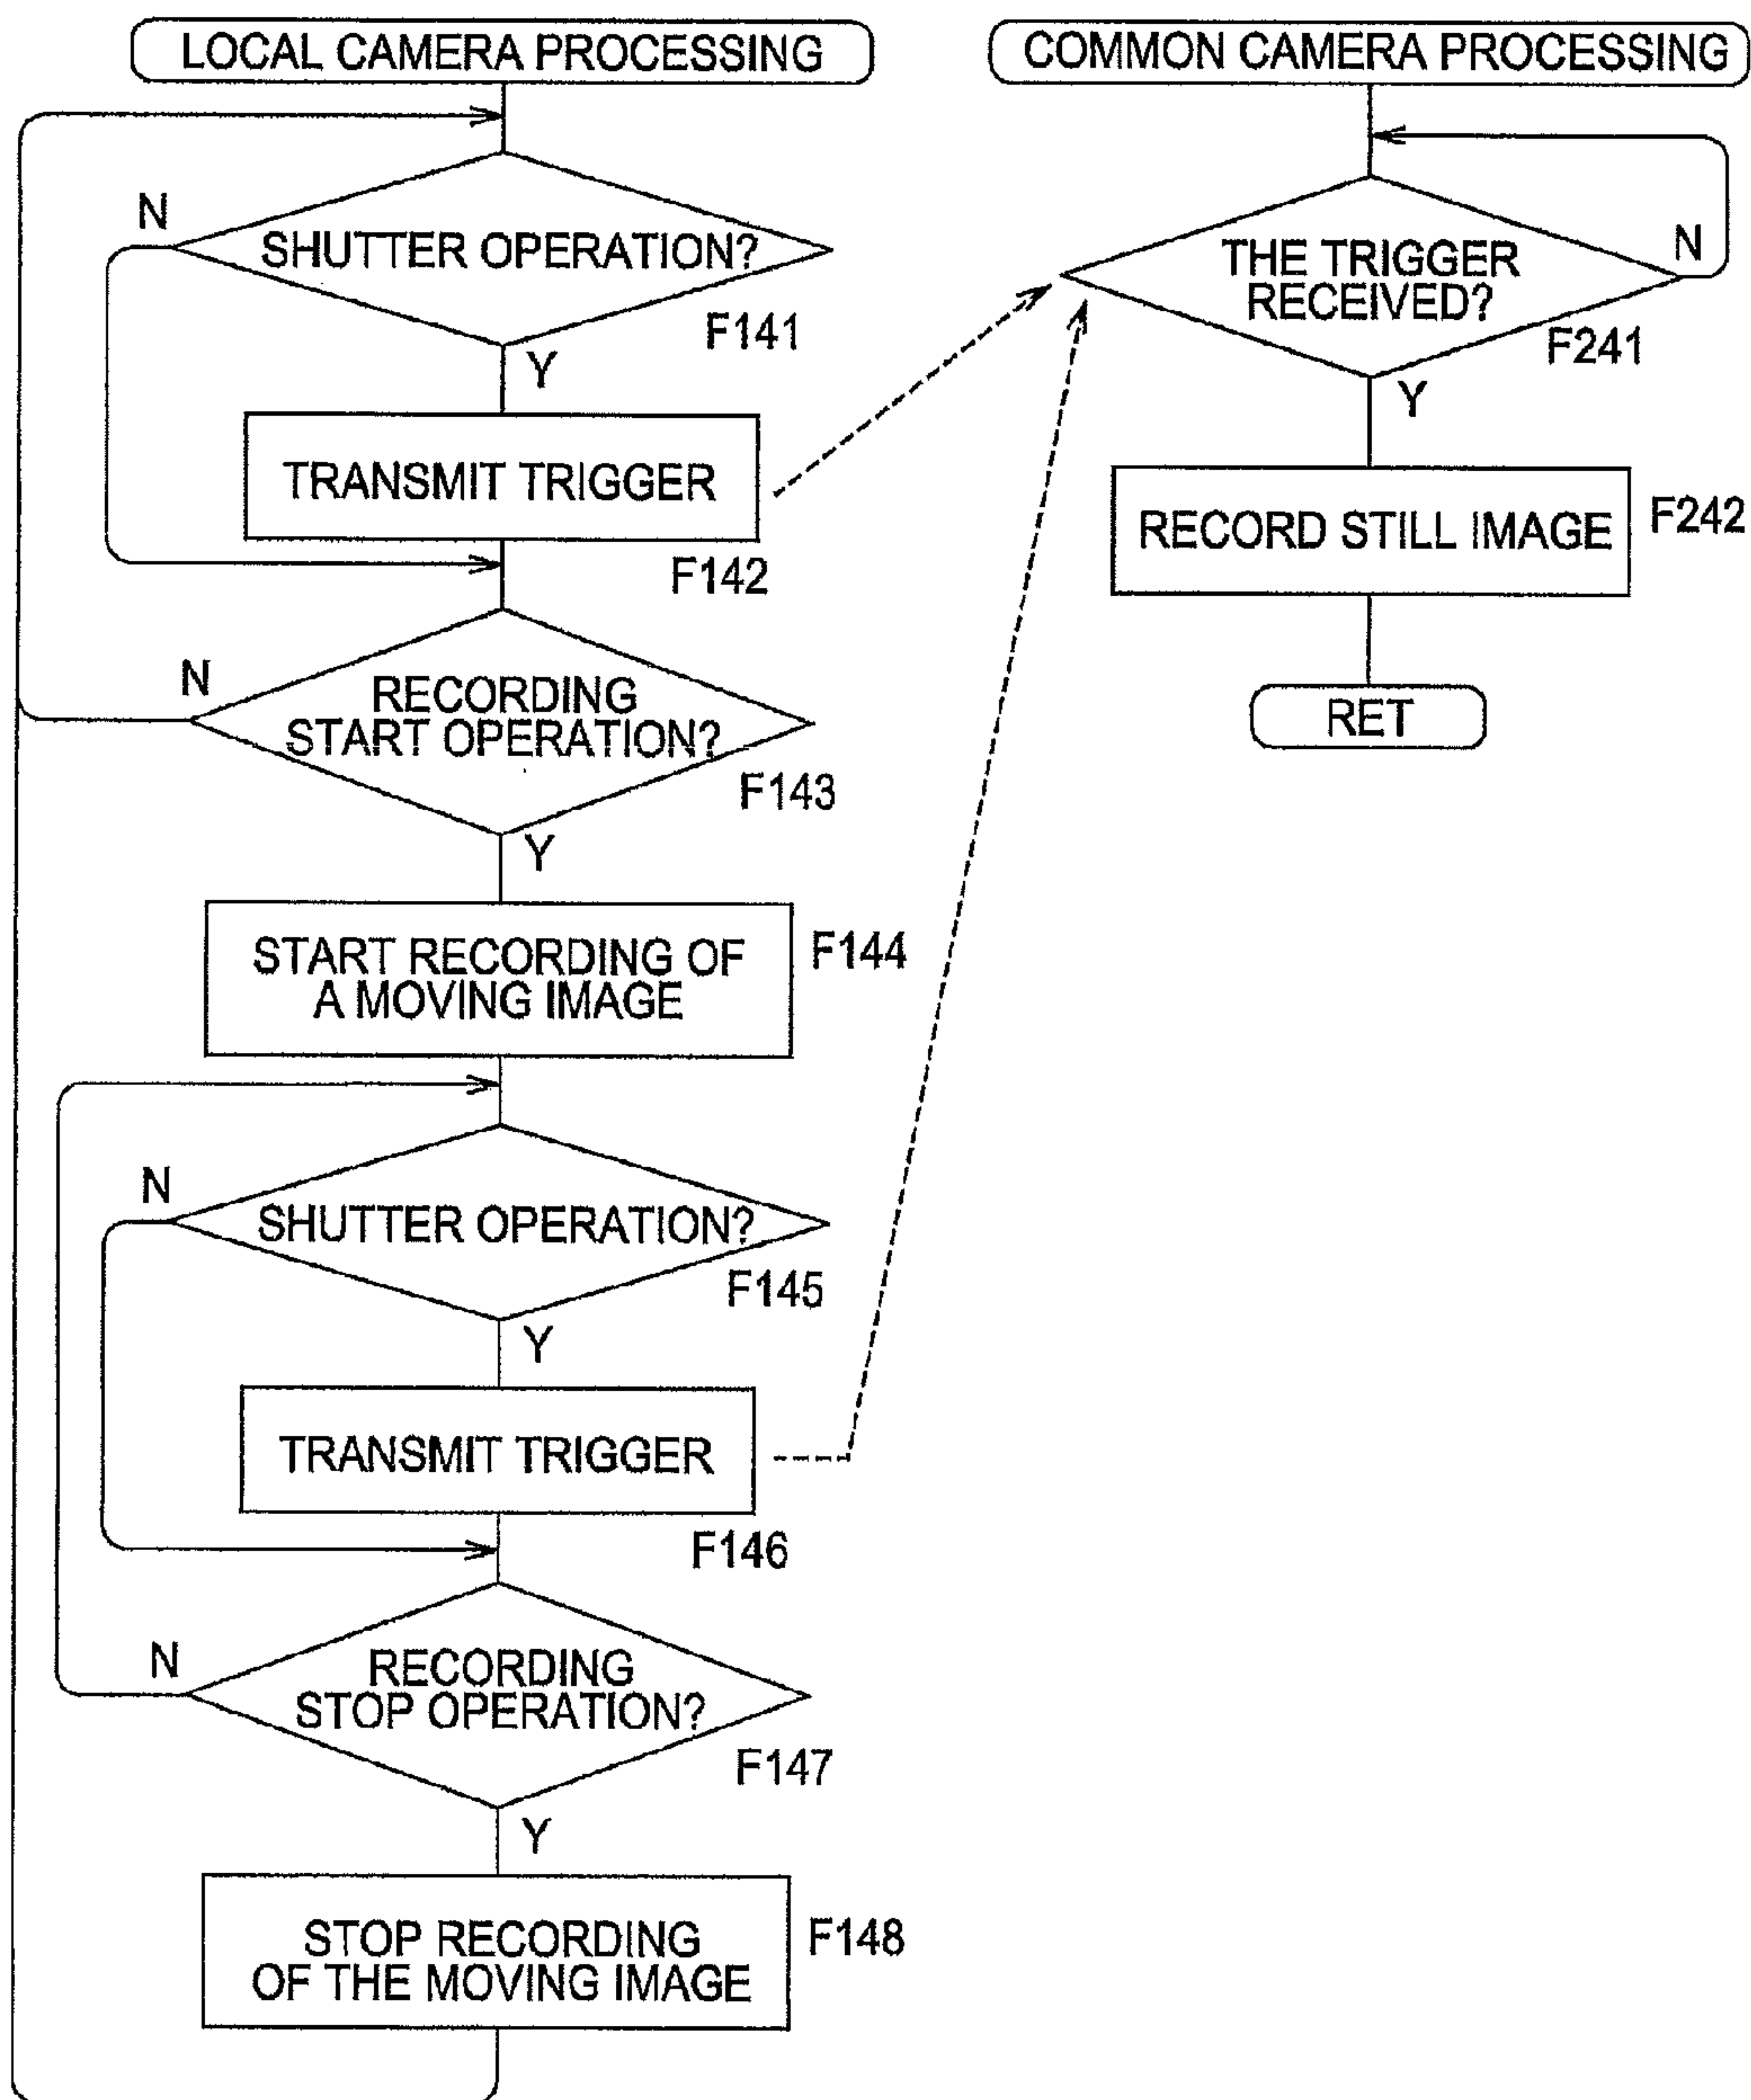 LOCAL CAMERA PROCESSING
N
SHUTTER OPERATION?
F141
Y
TRANSMIT TRIGGER
F142
N
RECORDING
START OPERATION?
F143
Y
START RECORDING OF
A MOVING IMAGE
F144
N
SHUTTER OPERATION?
F145
Y
TRANSMIT TRIGGER
F146
N
RECORDING
STOP OPERATION?
F147
Y
STOP RECORDING
OF THE MOVING IMAGE
F148
COMMON CAMERA PROCESSING
THE TRIGGER
RECEIVED?
N
F241
Y
RECORD STILL IMAGE
F242
RET